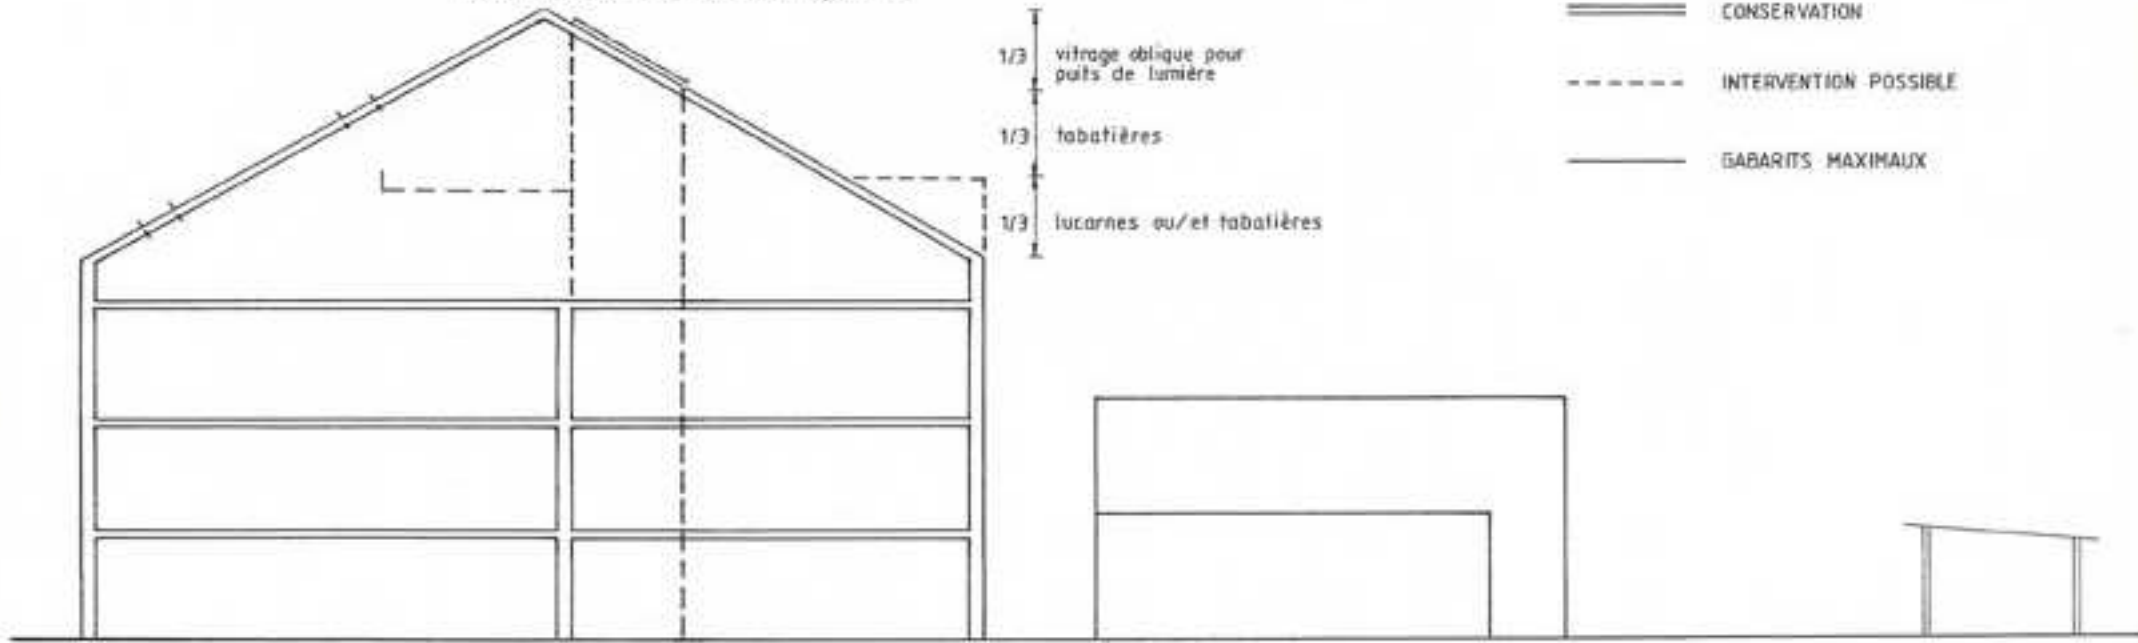 1/3 vitrage oblique pour
puits de lumière
1/3 tabatières
1/3 lucarnes ou/et tabatières
CONSERVATION
INTERVENTION POSSIBLE
GABARITS MAXIMAUX